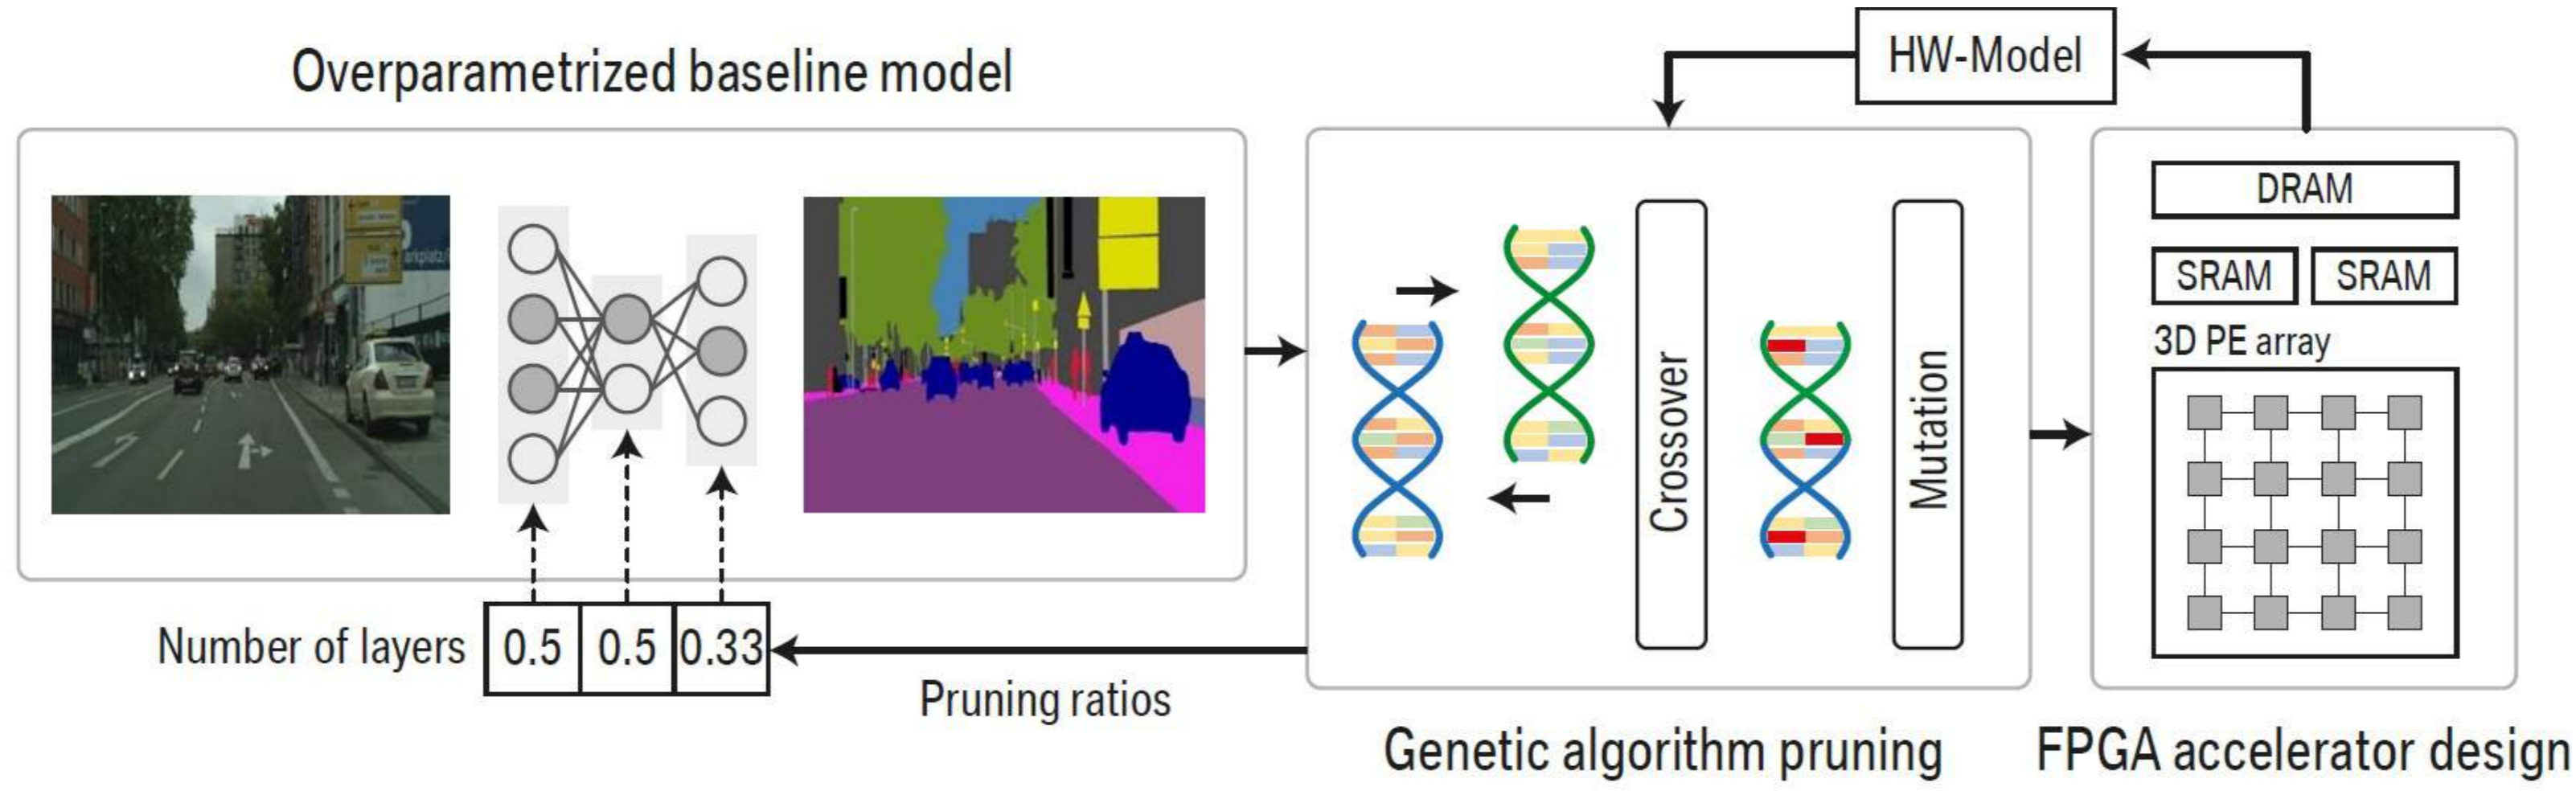 Overparametrized baseline model
HW-Model
DRAM
SRAM SRAM
3D PE array
Crossover
Mutation
Number of layers 0.5 0.5 0.33
Pruning ratios
Genetic algorithm pruning
FPGA accelerator design